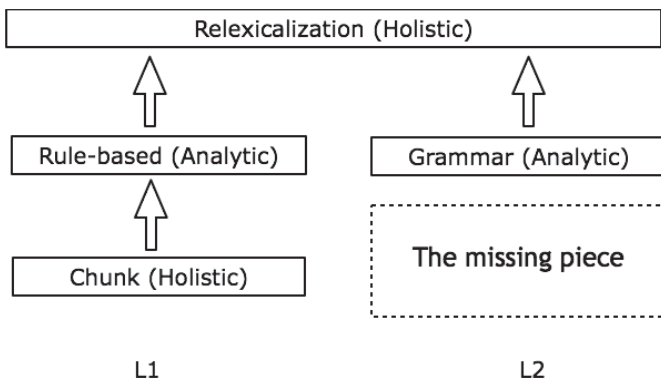 Relexicalization (Holistic)
Rule-based (Analytic)
Grammar (Analytic)
The missing piece
Chunk (Holistic)
L1
L2